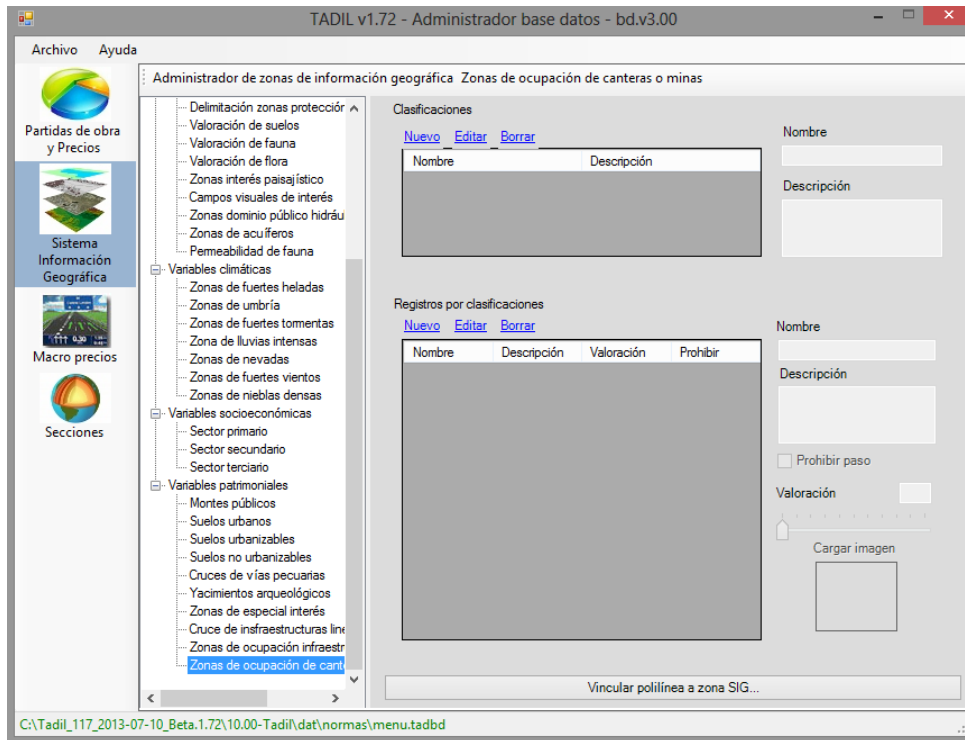 TADIL v1.72 - Administrador base datos - bd.v3.00
Archivo Ayuda
Partidas de obra
y Precios
Sistema
Información
Geográfica
Macro precios
Secciones
Administrador de zonas de información geográfica Zonas de ocupación de canteras o minas
Delimitación zonas protección
Valoración de suelos
Valoración de fauna
Valoración de flora
Zonas interés paisajístico
Campos visuales de interés
Zonas dominio público hidráu
Zonas de acuíferos
Permeabilidad de fauna
Variables climáticas
Zonas de fuertes heladas
Zonas de umbría
Zonas de fuertes tormentas
Zona de lluvias intensas
Zonas de nevadas
Zonas de fuertes vientos
Zonas de nieblas densas
Variables socioeconómicas
Sector primario
Sector secundario
Sector terciario
Variables patrimoniales
Montes públicos
Suelos urbanos
Suelos urbanizables
Suelos no urbanizables
Cruces de vías pecuarias
Yacimientos arqueológicos
Zonas de especial interés
Cruce de insfraestructuras line
Zonas de ocupación infraestr
Zonas de ocupación de cant
Clasificaciones
Nuevo Editar Borrar
Nombre Descripción
Nombre
Descripción
Registros por clasificaciones
Nuevo Editar Borrar
Nombre Descripción Valoración Prohibir
Nombre
Descripción
Prohibir paso
Valoración
Cargar imagen
Vincular polilínea a zona SIG...
C:\Tadil_117_2013-07-10_Beta.1.72\10.00-Tadil\dat\normas\menu.tadbd